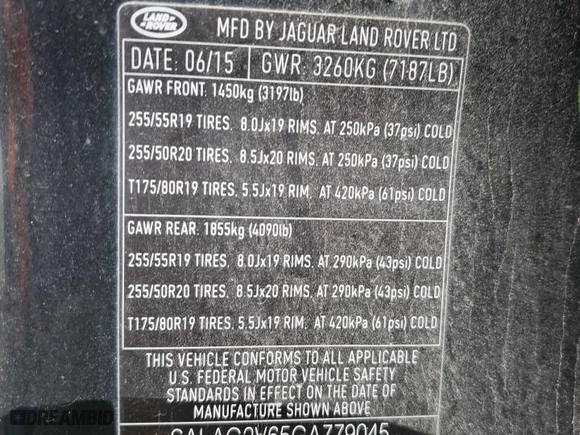 LAND ROVER
MFD BY JAGUAR LAND ROVER LTD
DATE: 06/15 GWR: 3260KG (7187LB)
GAWR FRONT: 1450kg (3197lb)
255/55R19 TIRES. 8.0Jx19 RIMS. AT 250kPa (37psi) COLD
255/50R20 TIRES. 8.5Jx20 RIMS. AT 250kPa (37psi) COLD
T175/80R19 TIRES. 5.5Jx19 RIM. AT 420kPa (61psi) COLD
GAWR REAR. 1855kg (4090lb)
255/55R19 TIRES. 8.0Jx19 RIMS. AT 290kPa (43psi) COLD
255/50R20 TIRES. 8.5Jx20 RIMS. AT 290kPa (43psi) COLD
T175/80R19 TIRES. 5.5Jx19 RIM. AT 420kPa (61psi) COLD
THIS VEHICLE CONFORMS TO ALL APPLICABLE
U.S. FEDERAL MOTOR VEHICLE SAFETY
STANDARDS IN EFFECT ON THE DATE OF
MANUFACTURE SHOWN ABOVE